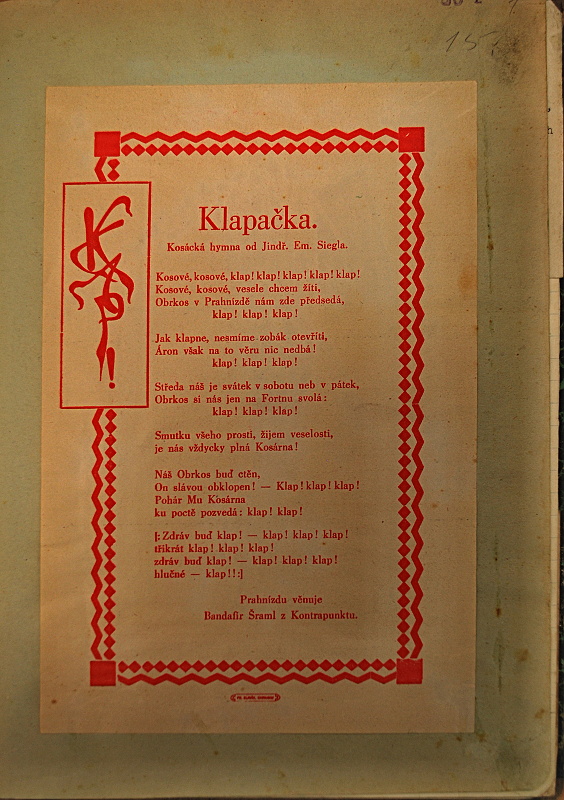 15.
KLAP!
Klapačka.
Kosácká hymna od Jindř. Em. Siegla.
Kosové, kosové, klap! klap! klap! klap! klap!
Kosové, kosové, vesele chcem žíti,
Obrkos v Prahnízdě nám zde předsedá,
klap! klap! klap!
Jak klapne, nesmíme zobák otevříti,
Áron však na to věru nic nedbá!
klap! klap! klap!
Středa náš je svátek v sobotu neb v pátek,
Obrkos si nás jen na Fortnu svolá:
klap! klap! klap!
Smutku všeho prosti, žijem veselosti,
je nás vždycky plná Kosárna!
Náš Obrkos buď ctěn,
On slávou obklopen! — Klap! klap! klap!
Pohár Mu Kosárna
ku poctě pozvedá: klap! klap!
|: Zdráv buď klap! — klap! klap! klap!
třikrát klap! klap! klap!
zdráv buď klap! — klap! klap! klap!
hlučně — klap!! :|
Prahnízdu věnuje
Bandafir Šraml z Kontrapunktu.